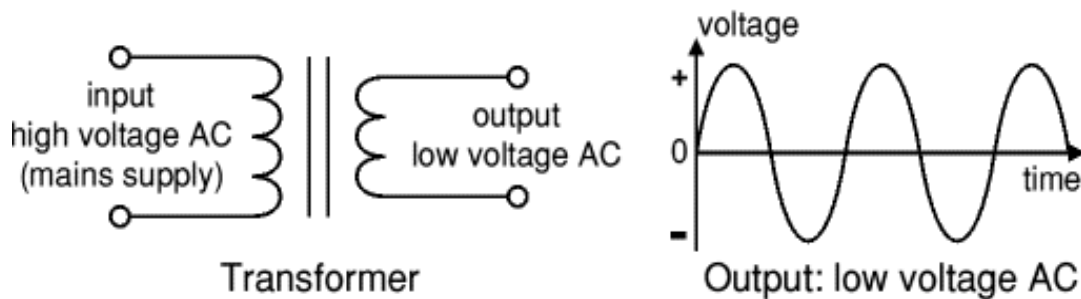 input
high voltage AC
(mains supply)
output
low voltage AC
Transformer
voltage
+
0
-
time
Output: low voltage AC